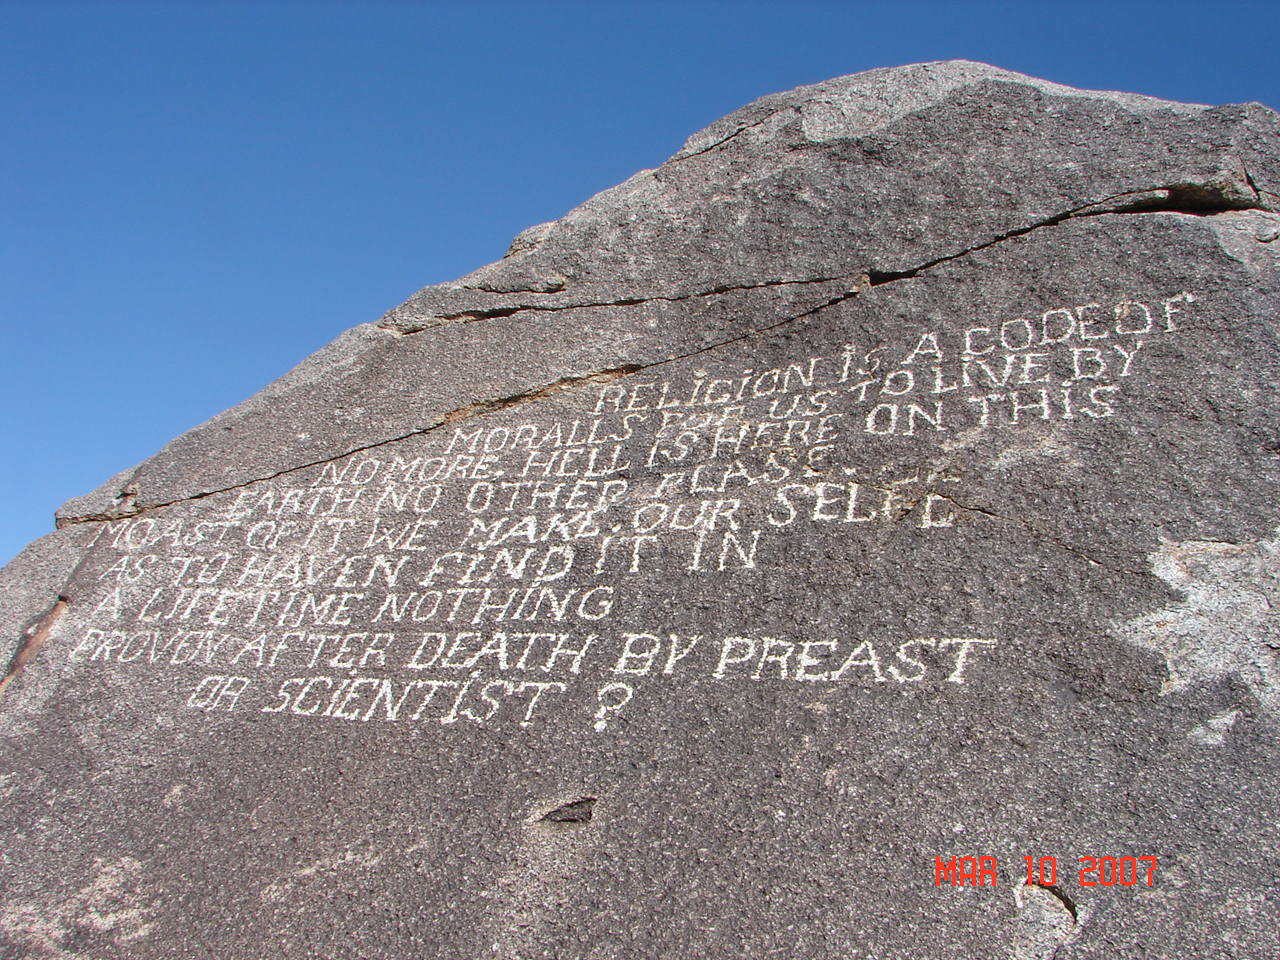 RELIGION IS A CODE OF
MORALLS FOR US TO LIVE BY
NO MORE. HELL IS HERE ON THIS
EARTH NO OTHER PLASE
MOAST OF IT WE MAKE. OUR SELF
AS TO HAVEN FIND IT IN
A LIFETIME NOTHING
PROVEN AFTER DEATH BY PREAST
OR SCIENTIST ?
MAR 10 2007